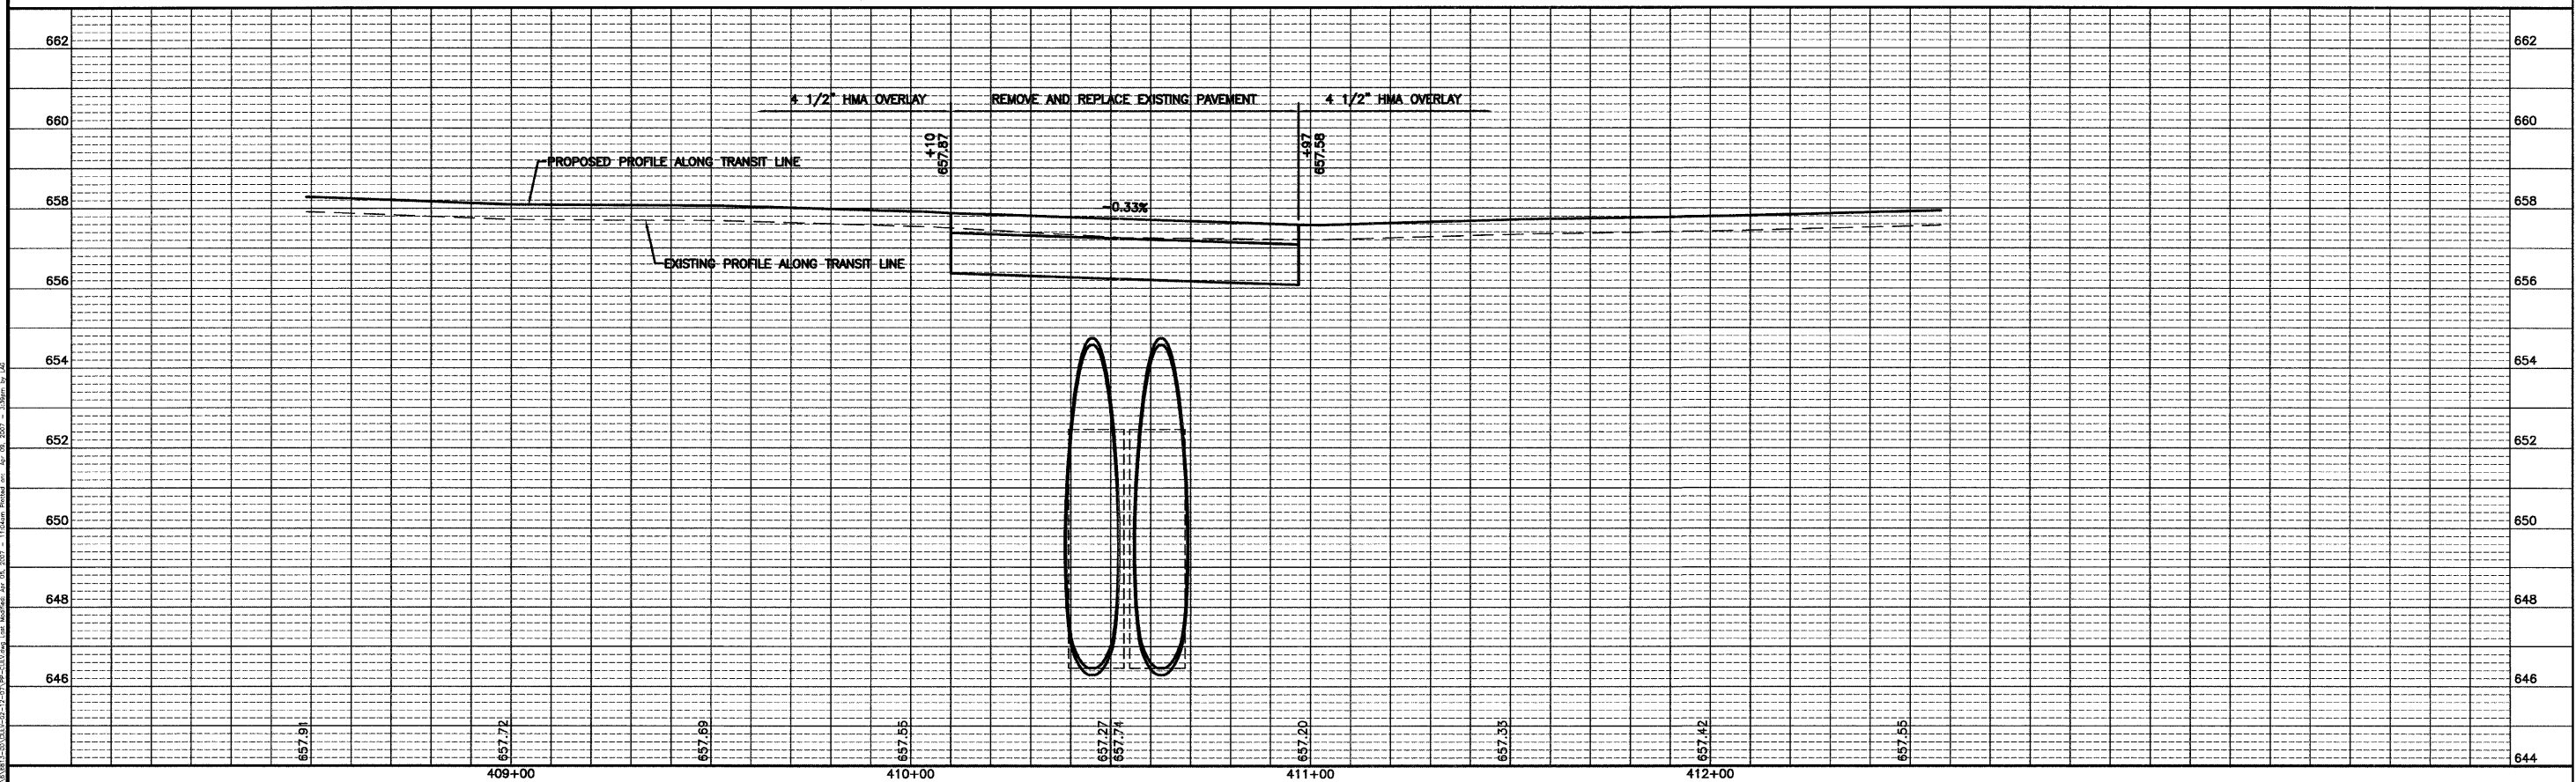 662 662
4 1/2" HMA OVERLAY REMOVE AND REPLACE EXISTING PAVEMENT 4 1/2" HMA OVERLAY
660 660
+10
657.87
+97
657.58
PROPOSED PROFILE ALONG TRANSIT LINE
658 -0.33% 658
EXISTING PROFILE ALONG TRANSIT LINE
656 656
654 654
652 652
650 650
648 648
646 646
657.91 657.72 657.69 657.55 657.27 657.74 657.20 657.33 657.42 657.55
644
409+00 410+00 411+00 412+00